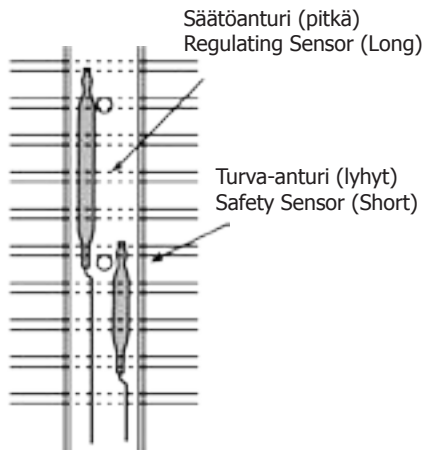 Säätöanturi (pitkä)
Regulating Sensor (Long)
Turva-anturi (lyhyt)
Safety Sensor (Short)